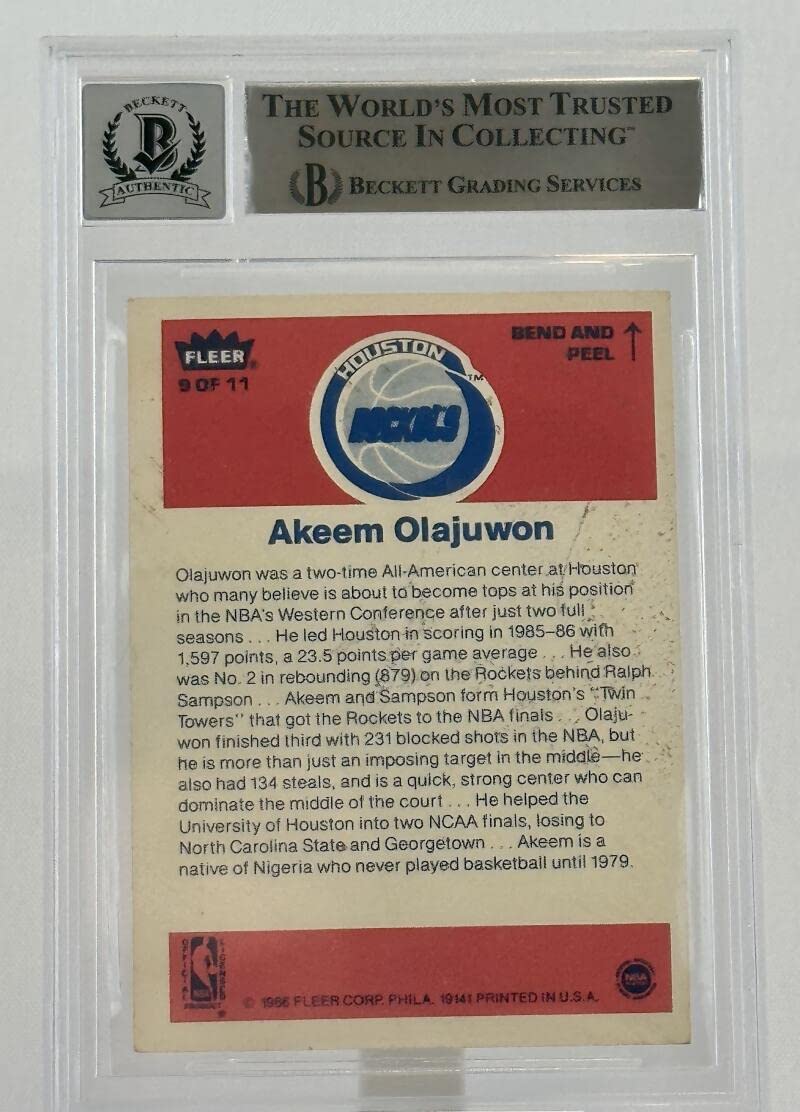 BECKETT
B
AUTHENTIC
THE WORLD'S MOST TRUSTED
SOURCE IN COLLECTING™
B BECKETT GRADING SERVICES
FLEER®
9 OF 11
HOUSTON
ROCKETS
TM
BEND AND
PEEL
Akeem Olajuwon
Olajuwon was a two-time All-American center at Houston
who many believe is about to become tops at his position
in the NBA's Western Conference after just two full
seasons . . . He led Houston in scoring in 1985–86 with
1,597 points, a 23.5 points per game average . . . He also
was No. 2 in rebounding (879) on the Rockets behind Ralph
Sampson . . . Akeem and Sampson form Houston's "Twin
Towers" that got the Rockets to the NBA finals . . . Olaju-
won finished third with 231 blocked shots in the NBA, but
he is more than just an imposing target in the middle—he
also had 134 steals, and is a quick, strong center who can
dominate the middle of the court . . . He helped the
University of Houston into two NCAA finals, losing to
North Carolina State and Georgetown . . . Akeem is a
native of Nigeria who never played basketball until 1979.
OFFICIAL LICENSED
PRODUCT
© 1986 FLEER CORP. PHILA. 19141 PRINTED IN U.S.A.
NBA